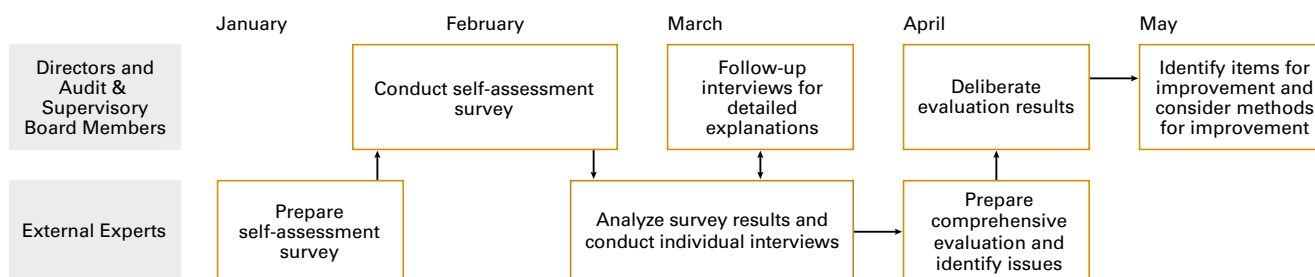 January
February
March
April
May
Directors and
Audit &
Supervisory
Board Members
Conduct self-assessment
survey
Follow-up
interviews for
detailed
explanations
Deliberate
evaluation results
Identify items for
improvement and
consider methods
for improvement
External Experts
Prepare
self-assessment
survey
Analyze survey results and
conduct individual interviews
Prepare
comprehensive
evaluation and
identify issues